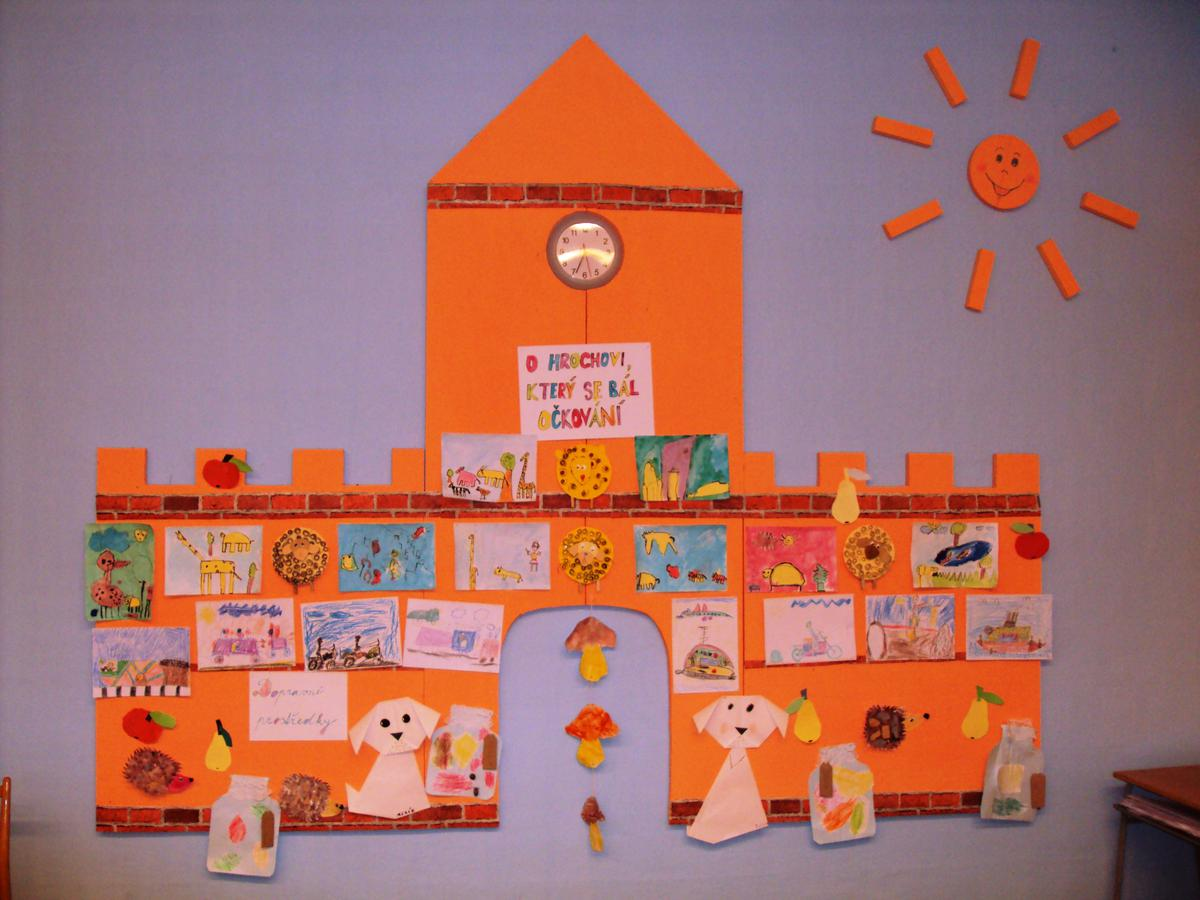 O HROCHOVI,
KTERÝ SE BÁL
OČKOVÁNÍ
Dopravní
prostředky